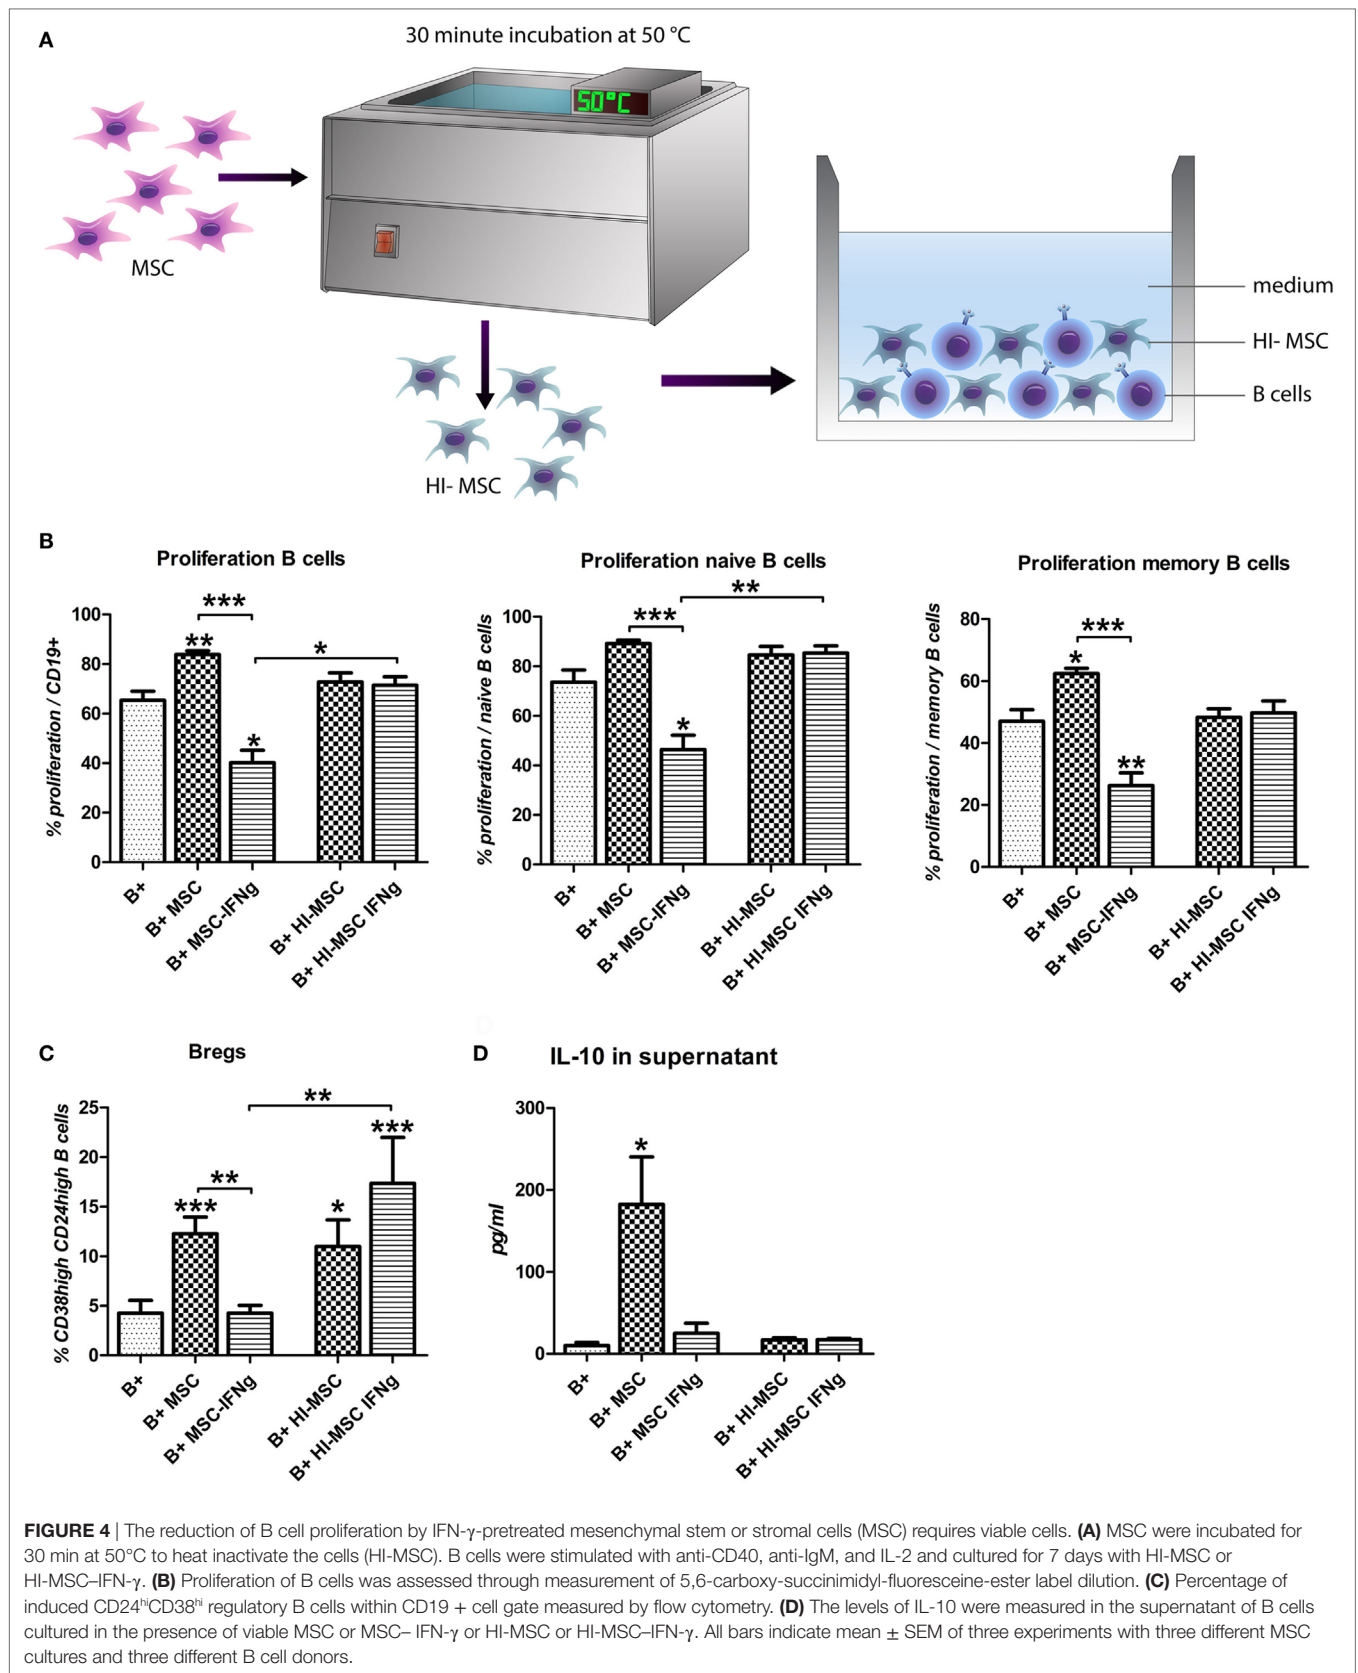 A
30 minute incubation at 50 °C
50°C
MSC
medium
HI- MSC
B cells
HI- MSC
B
Proliferation B cells
% proliferation / CD19+
100
80
60
40
20
0
***
**
*
*
B+
B+ MSC
B+ MSC-IFNg
B+ HI-MSC
B+ HI-MSC IFNg
Proliferation naive B cells
% proliferation / naive B cells
100
80
60
40
20
0
***
**
*
B+
B+ MSC
B+ MSC-IFNg
B+ HI-MSC
B+ HI-MSC IFNg
Proliferation memory B cells
% proliferation / memory B cells
80
60
40
20
0
***
*
**
B+
B+ MSC
B+ MSC-IFNg
B+ HI-MSC
B+ HI-MSC IFNg
C
Bregs
% CD38high CD24high B cells
25
20
15
10
5
0
**
***
**
***
*
B+
B+ MSC
B+ MSC-IFNg
B+ HI-MSC
B+ HI-MSC IFNg
D
IL-10 in supernatant
pg/ml
300
200
100
0
*
B+
B+ MSC
B+ MSC IFNg
B+ HI-MSC
B+ HI-MSC IFNg
FIGURE 4 | The reduction of B cell proliferation by IFN-γ-pretreated mesenchymal stem or stromal cells (MSC) requires viable cells. (A) MSC were incubated for
30 min at 50°C to heat inactivate the cells (HI-MSC). B cells were stimulated with anti-CD40, anti-IgM, and IL-2 and cultured for 7 days with HI-MSC or
HI-MSC–IFN-γ. (B) Proliferation of B cells was assessed through measurement of 5,6-carboxy-succinimidyl-fluoresceine-ester label dilution. (C) Percentage of
induced CD24hiCD38hi regulatory B cells within CD19 + cell gate measured by flow cytometry. (D) The levels of IL-10 were measured in the supernatant of B cells
cultured in the presence of viable MSC or MSC– IFN-γ or HI-MSC or HI-MSC–IFN-γ. All bars indicate mean ± SEM of three experiments with three different MSC
cultures and three different B cell donors.